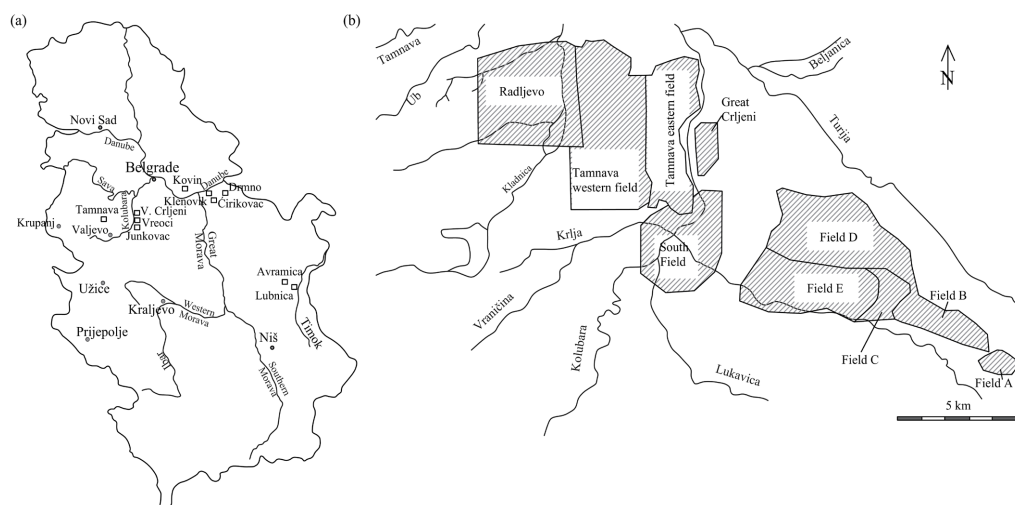 (a)
Novi Sad
Danube
Belgrade
Sava
Kovin
Danube
Drmno
Klenovik
Ćirikovac
Tamnava
Kolubara
V. Crljeni
Vreoci
Junkovac
Krupanj
Valjevo
Great
Morava
Avramica
Lubnica
Užice
Kraljevo
Western
Morava
Prijepolje
Ibar
Niš
Timok
Southern
Morava
(b)
Tamnava
Ub
Radljevo
Kladnica
Tamnava
western field
Tamnava eastern field
Great
Crljeni
Beljanica
Turija
N
Krlja
South
Field
Vraničina
Kolubara
Lukavica
Field D
Field E
Field B
Field C
Field A
5 km